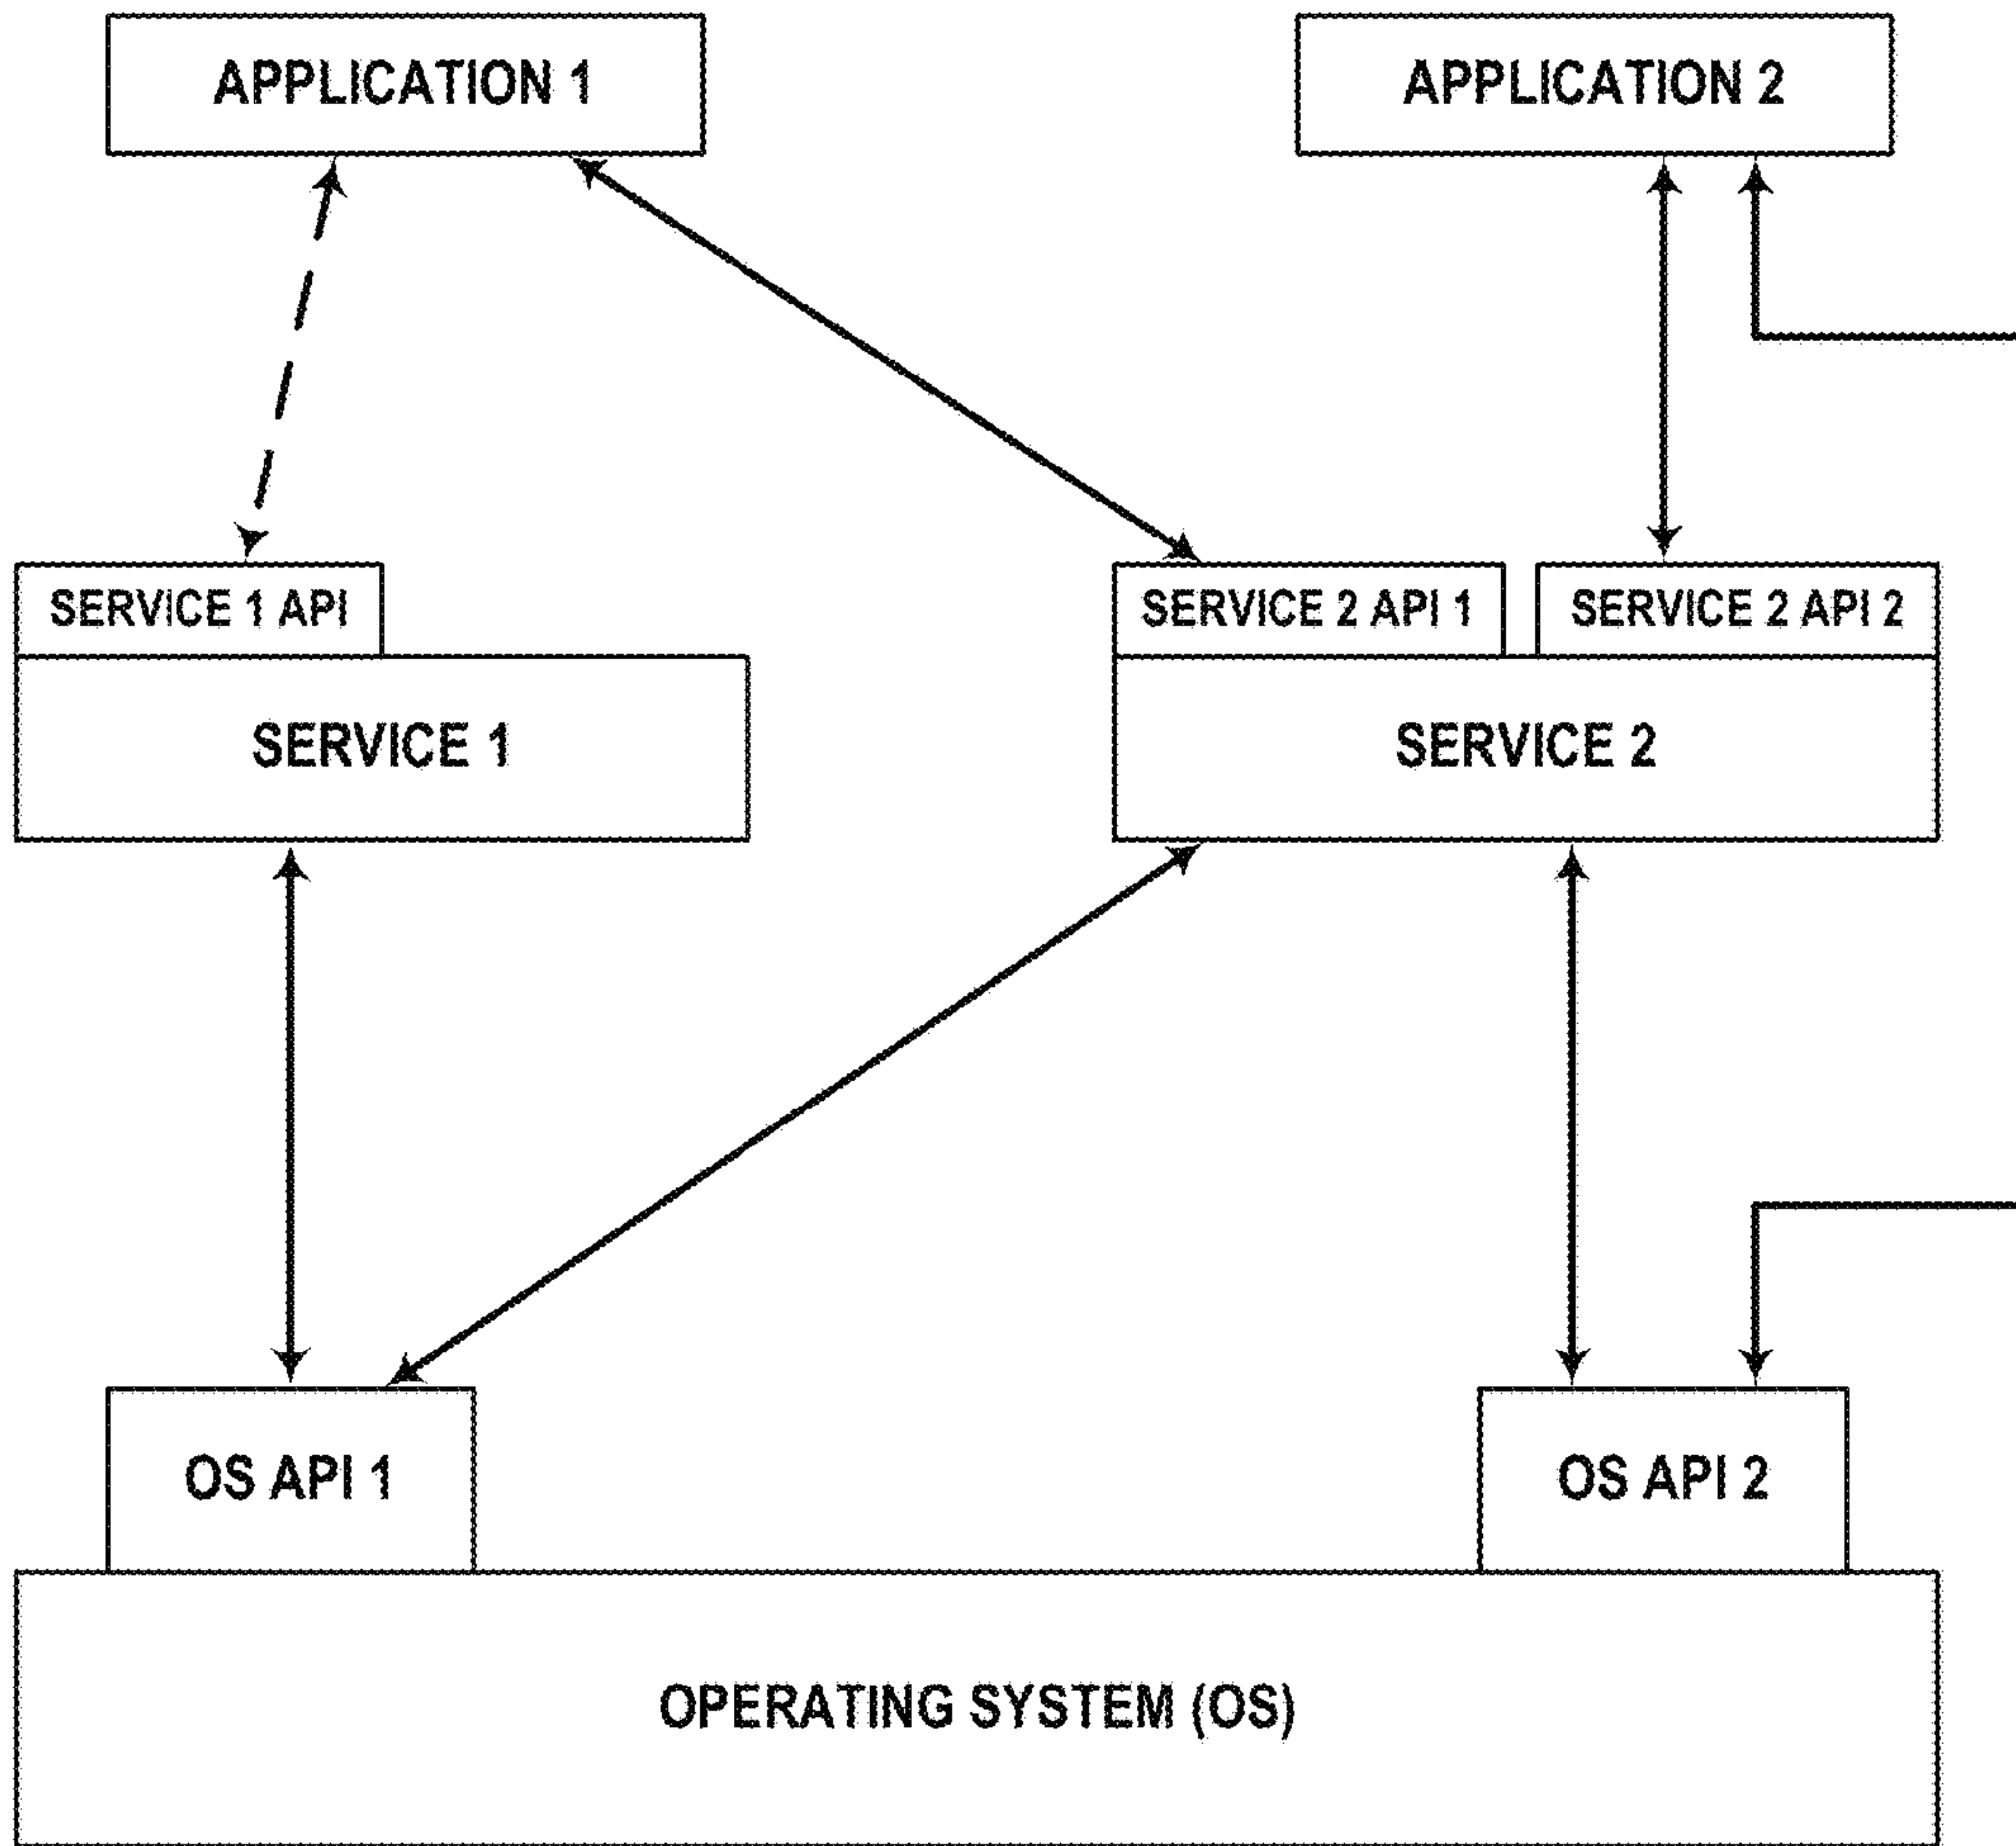 APPLICATION 1
APPLICATION 2
SERVICE 1 API
SERVICE 2 API 1
SERVICE 2 API 2
SERVICE 1
SERVICE 2
OS API 1
OS API 2
OPERATING SYSTEM (OS)